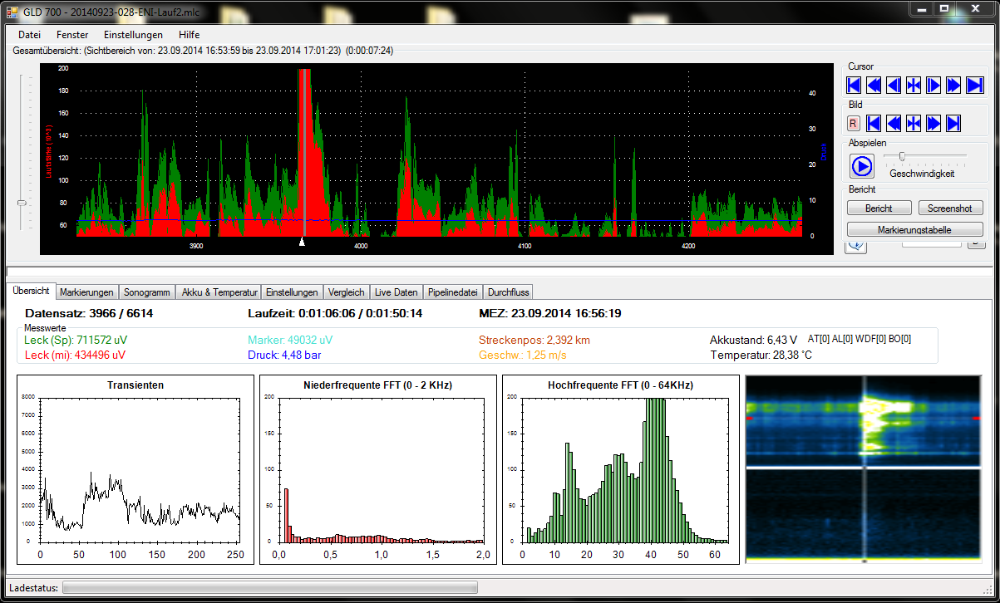 GLD 700 - 20140923-028-ENI-Lauf2.mlc
Datei Fenster Einstellungen Hilfe
Gesamtübersicht: (Sichtbereich von: 23.09.2014 16:53:59 bis 23.09.2014 17:01:23) (0:00:07:24)
200
180
160
140
120
100
80
60
40
30
20
10
0
Druck
3900 4000 4100 4200
Cursor
Bild
R
Abspielen
Geschwindigkeit
Bericht
Bericht Screenshot
Markierungstabelle
Übersicht Markierungen Sonogramm Akku & Temperatur Einstellungen Vergleich Live Daten Pipelinedatei Durchfluss
Datensatz: 3966 / 6614 Laufzeit: 0:01:06:06 / 0:01:50:14 MEZ: 23.09.2014 16:56:19
Messwerte
Leck (Sp): 711572 uV Marker: 49032 uV Streckenpos: 2,392 km Akkustand: 6,43 V AT[0] AL[0] WDF[0] BO[0]
Leck (mi): 434496 uV Druck: 4,48 bar Geschw.: 1,25 m/s Temperatur: 28,38 °C
Transienten
8000
7000
6000
5000
4000
3000
2000
1000
0
0 50 100 150 200 250
Niederfrequente FFT (0 - 2 KHz)
200
150
100
50
0
0,0 0,5 1,0 1,5 2,0
Hochfrequente FFT (0 - 64KHz)
200
150
100
50
0
0 10 20 30 40 50 60
Ladestatus: